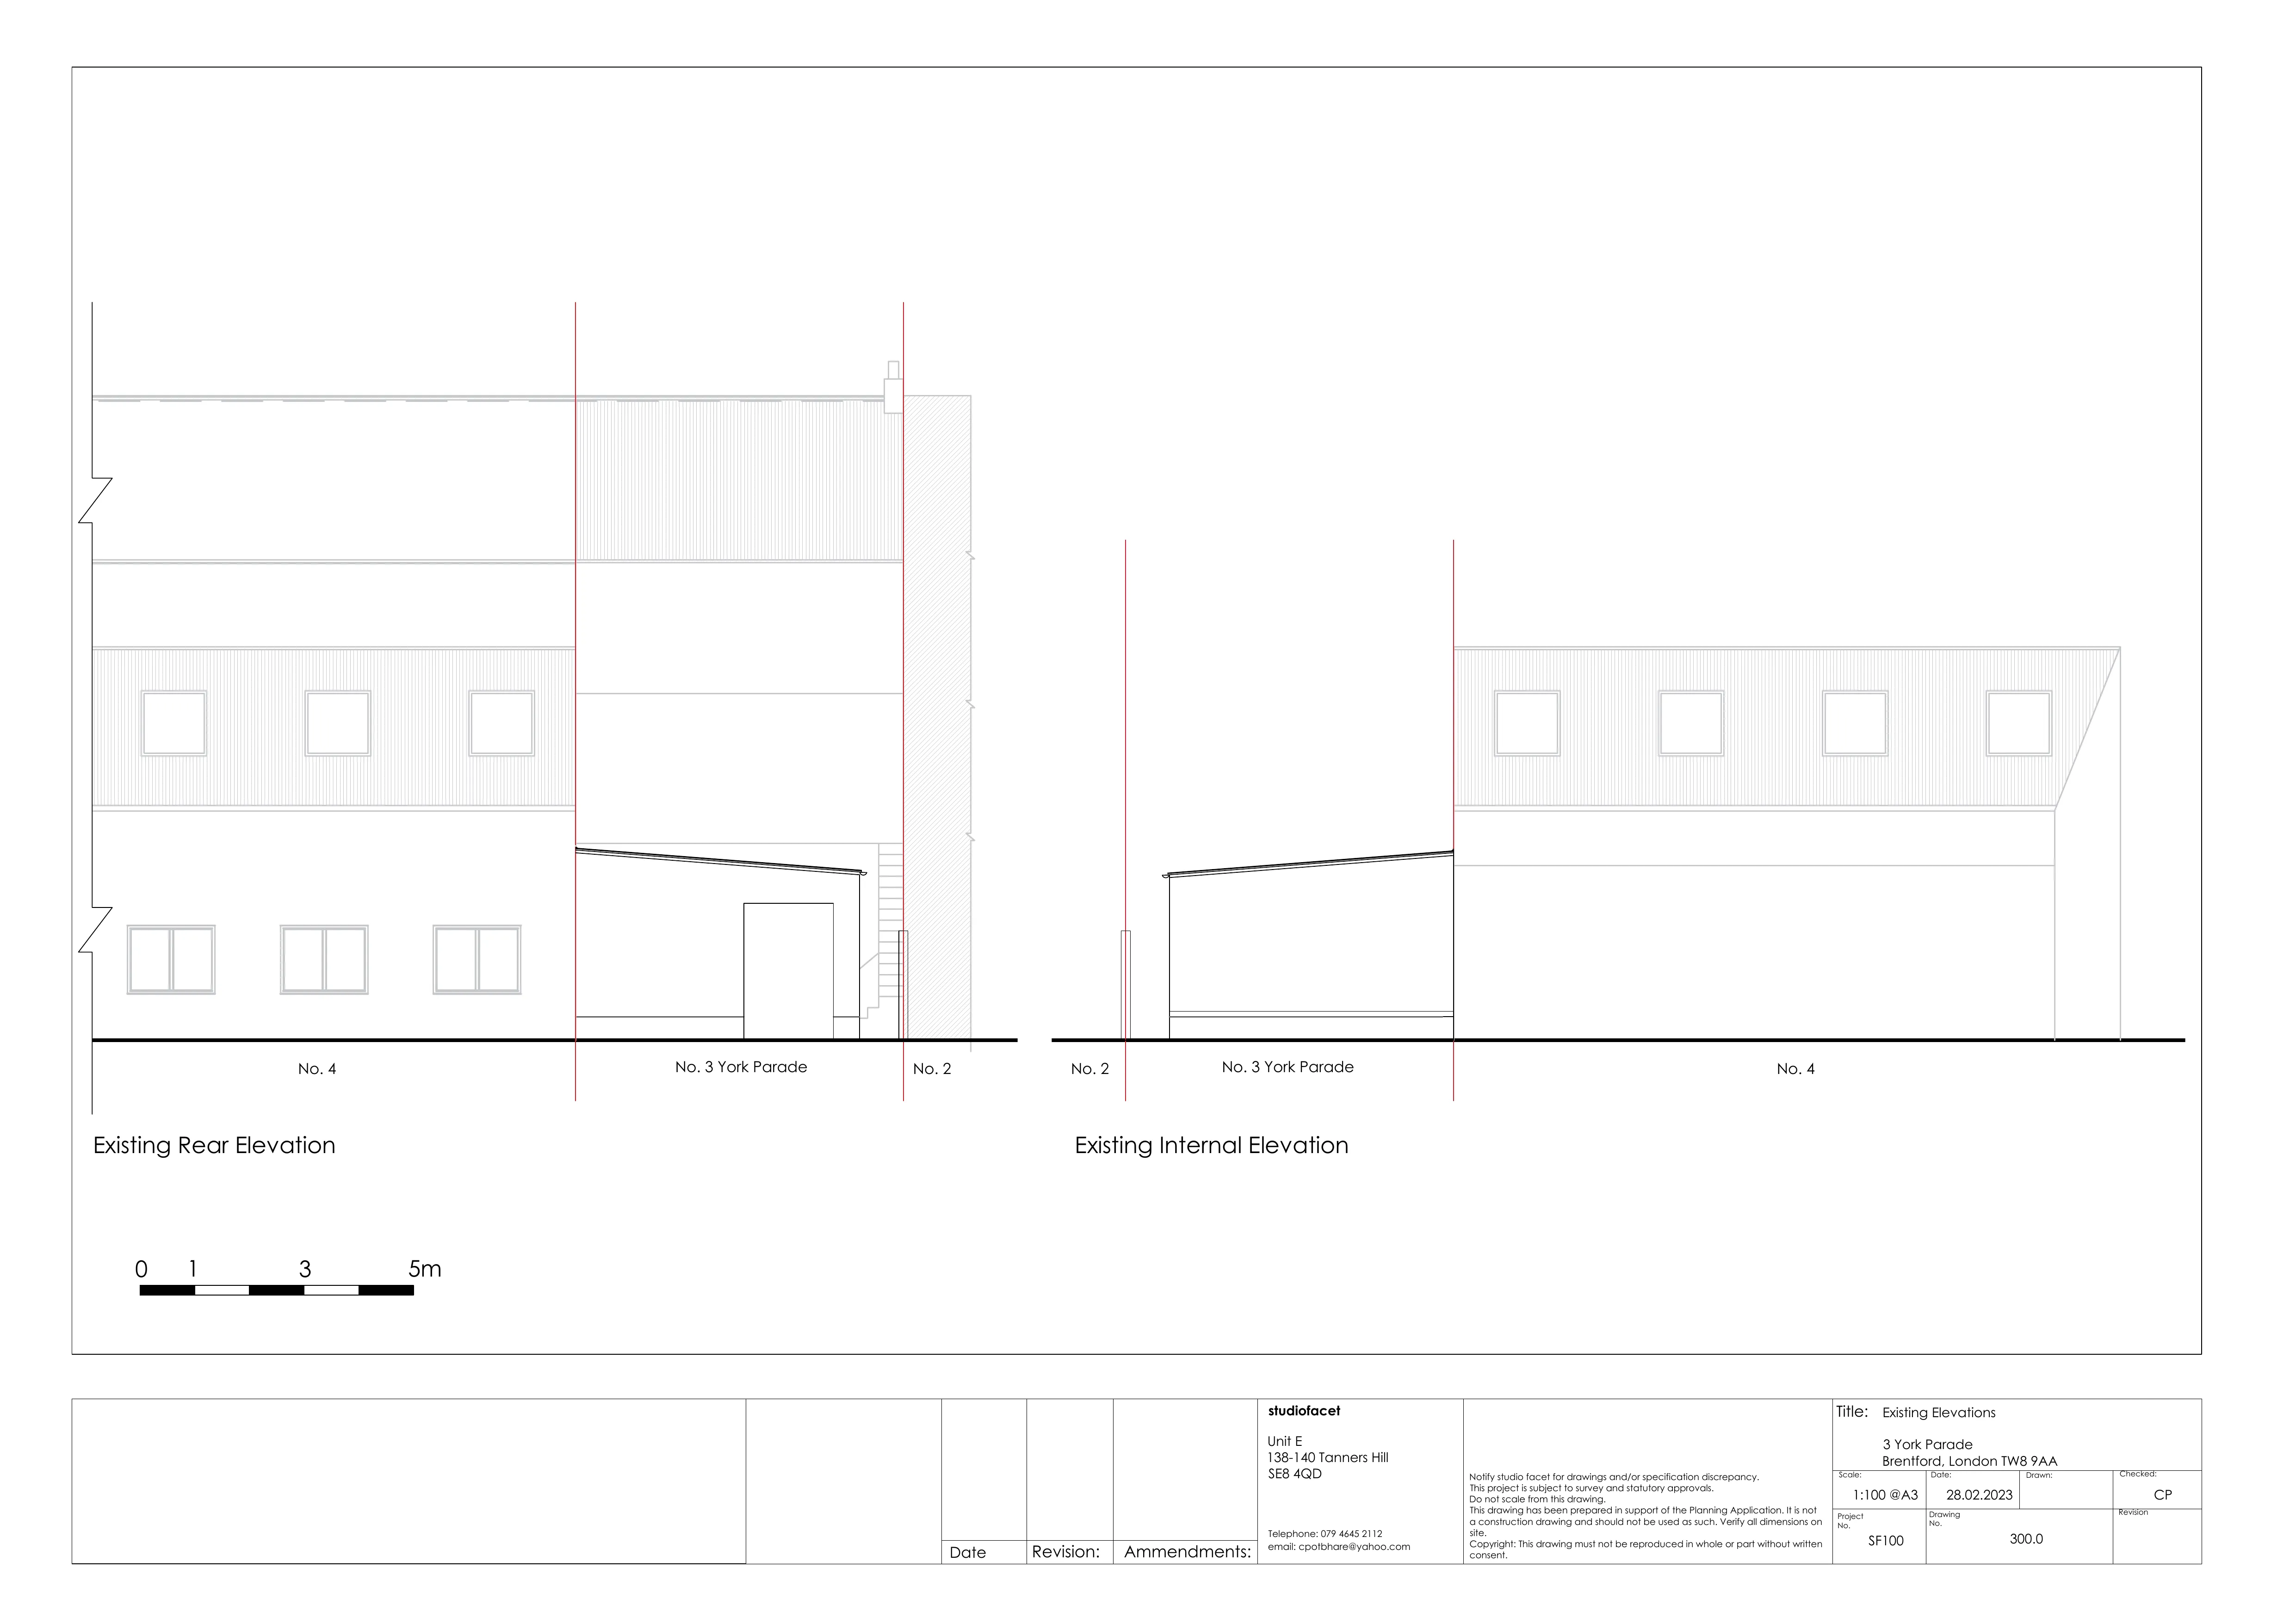 No. 4
No. 3 York Parade
No. 2
No. 2
No. 3 York Parade
No. 4
Existing Rear Elevation
Existing Internal Elevation
0 1 3 5m
Date
Revision:
Ammendments:
studiofacet
Unit E
138-140 Tanners Hill
SE8 4QD
Telephone: 079 4645 2112
email: cpotbhare@yahoo.com
Notify studio facet for drawings and/or specification discrepancy.
This project is subject to survey and statutory approvals.
Do not scale from this drawing.
This drawing has been prepared in support of the Planning Application. It is not
a construction drawing and should not be used as such. Verify all dimensions on
site.
Copyright: This drawing must not be reproduced in whole or part without written
consent.
Title: Existing Elevations
3 York Parade
Brentford, London TW8 9AA
Scale:
1:100 @A3
Date:
28.02.2023
Drawn:
Checked:
CP
Project
No.
SF100
Drawing
No.
300.0
Revision